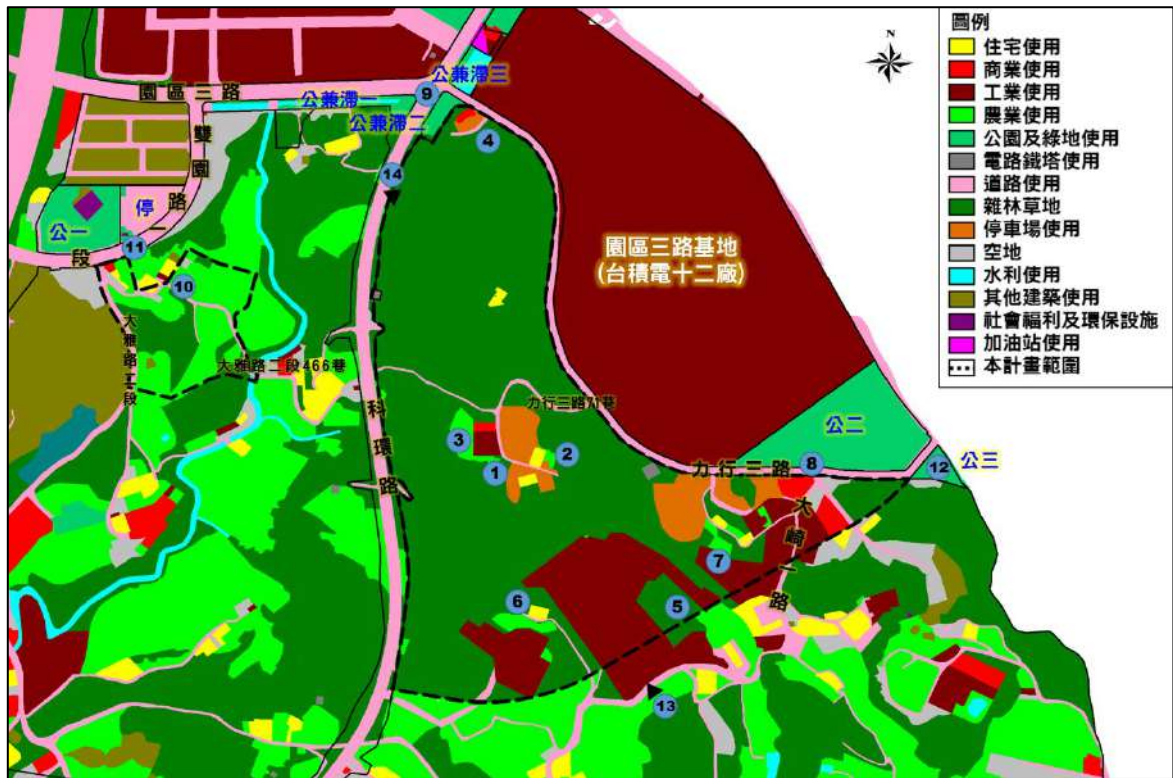 圖例
住宅使用
商業使用
工業使用
農業使用
公園及綠地使用
電路鐵塔使用
道路使用
雜林草地
停車場使用
空地
水利使用
其他建築使用
社會福利及環保設施
加油站使用
本計畫範圍
N
園區三路
公兼滯一
公兼滯二
公兼滯三
9
4
14
雙園路
停一
公一
段
11
10
大雅路二段
大雅路二段466巷
科環路
園區三路基地
(台積電十二廠)
力行三路71巷
3
1
2
公二
力行三路
8
12
公三
大崎一路
7
6
5
13